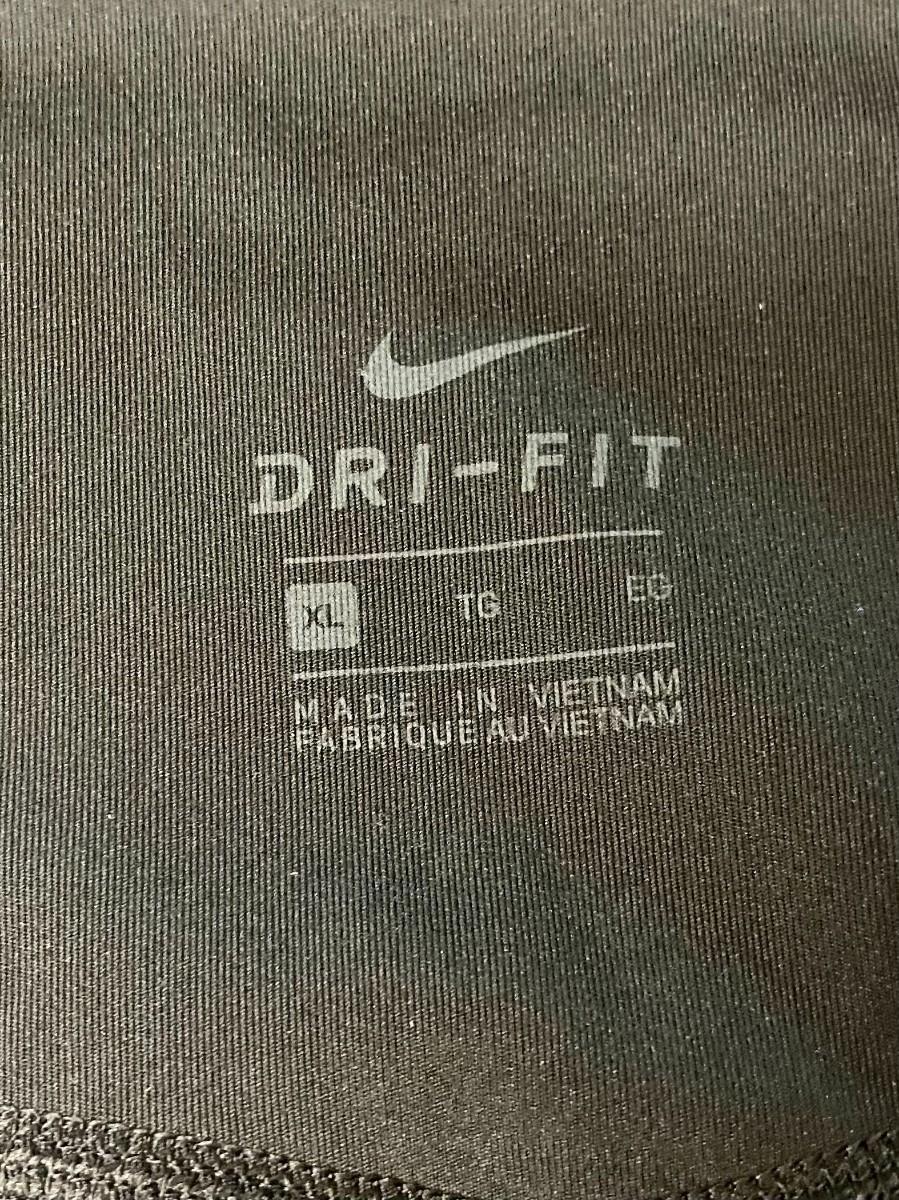 DRI-FIT
XL TG EG
MADE IN VIETNAM
FABRIQUE AU VIETNAM